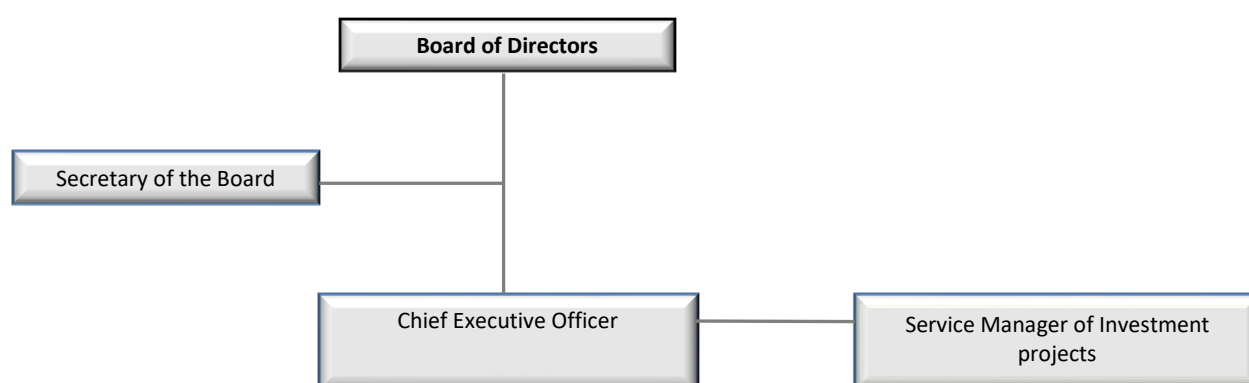 Board of Directors
Secretary of the Board
Chief Executive Officer
Service Manager of Investment
projects